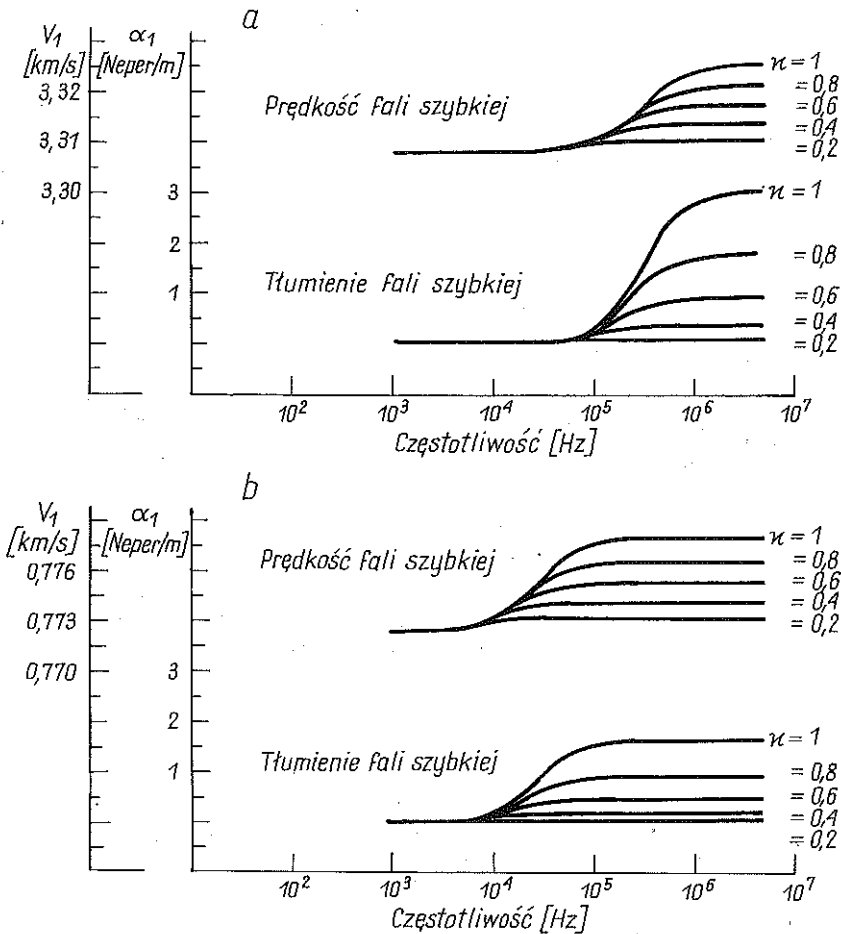 a
V₁ α₁
[km/s] [Neper/m]
3,32
3,31
3,30
3
2
1
Prędkość fali szybkiej
ϰ = 1
= 0,8
= 0,6
= 0,4
= 0,2
Tłumienie fali szybkiej
ϰ = 1
= 0,8
= 0,6
= 0,4
= 0,2
10² 10³ 10⁴ 10⁵ 10⁶ 10⁷
Częstotliwość [Hz]
b
V₁ α₁
[km/s] [Neper/m]
0,776
0,773
0,770
3
2
1
Prędkość fali szybkiej
ϰ = 1
= 0,8
= 0,6
= 0,4
= 0,2
Tłumienie fali szybkiej
ϰ = 1
= 0,8
= 0,6
= 0,4
= 0,2
10² 10³ 10⁴ 10⁵ 10⁶ 10⁷
Częstotliwość [Hz]